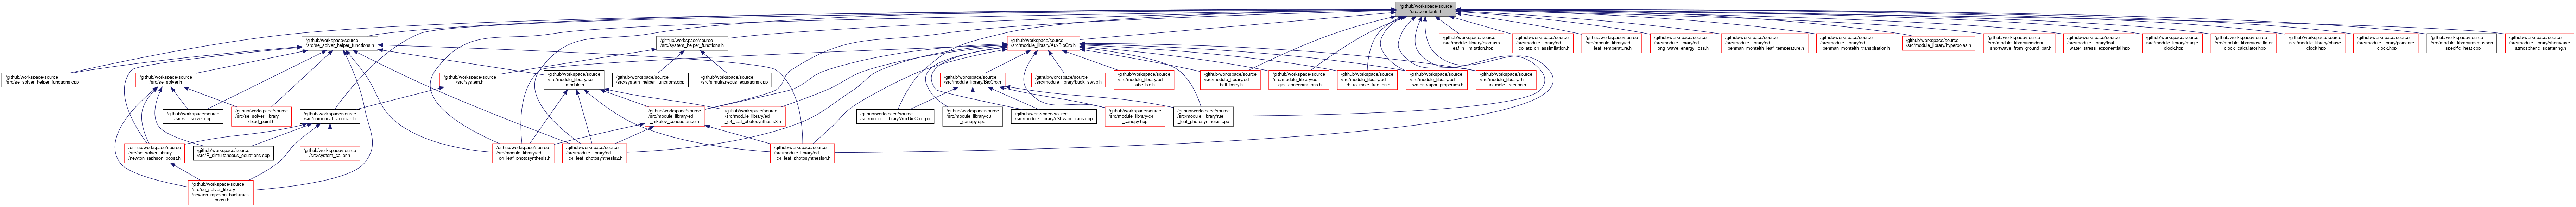 /github/workspace/source
/src/constants.h
/github/workspace/source
/src/se_solver_helper_functions.h
/github/workspace/source
/src/system_helper_functions.h
/github/workspace/source
/src/module_library/AuxBioCro.h
/github/workspace/source
/src/module_library/biomass
_leaf_n_limitation.hpp
/github/workspace/source
/src/module_library/ed
_collatz_c4_assimilation.h
/github/workspace/source
/src/module_library/ed
_leaf_temperature.h
/github/workspace/source
/src/module_library/ed
_long_wave_energy_loss.h
/github/workspace/source
/src/module_library/ed
_penman_monteith_leaf_temperature.h
/github/workspace/source
/src/module_library/ed
_penman_monteith_transpiration.h
/github/workspace/source
/src/module_library/hyperbolas.h
/github/workspace/source
/src/module_library/incident
_shortwave_from_ground_par.h
/github/workspace/source
/src/module_library/leaf
_water_stress_exponential.hpp
/github/workspace/source
/src/module_library/magic
_clock.hpp
/github/workspace/source
/src/module_library/oscillator
_clock_calculator.hpp
/github/workspace/source
/src/module_library/phase
_clock.hpp
/github/workspace/source
/src/module_library/poincare
_clock.hpp
/github/workspace/source
/src/module_library/rasmussen
_specific_heat.cpp
/github/workspace/source
/src/module_library/shortwave
_atmospheric_scattering.h
/github/workspace/source
/src/se_solver_helper_functions.cpp
/github/workspace/source
/src/se_solver.h
/github/workspace/source
/src/system.h
/github/workspace/source
/src/module_library/se
_module.h
/github/workspace/source
/src/system_helper_functions.cpp
/github/workspace/source
/src/simultaneous_equations.cpp
/github/workspace/source
/src/module_library/BioCro.h
/github/workspace/source
/src/module_library/buck_swvp.h
/github/workspace/source
/src/module_library/ed
_abc_btc.h
/github/workspace/source
/src/module_library/ed
_ball_berry.h
/github/workspace/source
/src/module_library/ed
_gas_concentrations.h
/github/workspace/source
/src/module_library/ed
_rh_to_mole_fraction.h
/github/workspace/source
/src/module_library/ed
_water_vapor_properties.h
/github/workspace/source
/src/module_library/rh
_to_mole_fraction.h
/github/workspace/source
/src/se_solver.cpp
/github/workspace/source
/src/se_solver_library
/fixed_point.h
/github/workspace/source
/src/numerical_jacobian.h
/github/workspace/source
/src/module_library/ed
_nikolov_conductance.h
/github/workspace/source
/src/module_library/ed
_c4_leaf_photosynthesis3.h
/github/workspace/source
/src/module_library/AuxBioCro.cpp
/github/workspace/source
/src/module_library/c3
_canopy.cpp
/github/workspace/source
/src/module_library/c3EvapoTrans.cpp
/github/workspace/source
/src/module_library/c4
_canopy.hpp
/github/workspace/source
/src/module_library/rue
_leaf_photosynthesis.cpp
/github/workspace/source
/src/se_solver_library
/newton_raphson_boost.h
/github/workspace/source
/src/R_simultaneous_equations.cpp
/github/workspace/source
/src/system_caller.h
/github/workspace/source
/src/module_library/ed
_c4_leaf_photosynthesis.h
/github/workspace/source
/src/module_library/ed
_c4_leaf_photosynthesis2.h
/github/workspace/source
/src/module_library/ed
_c4_leaf_photosynthesis4.h
/github/workspace/source
/src/se_solver_library
/newton_raphson_backtrack
_boost.h